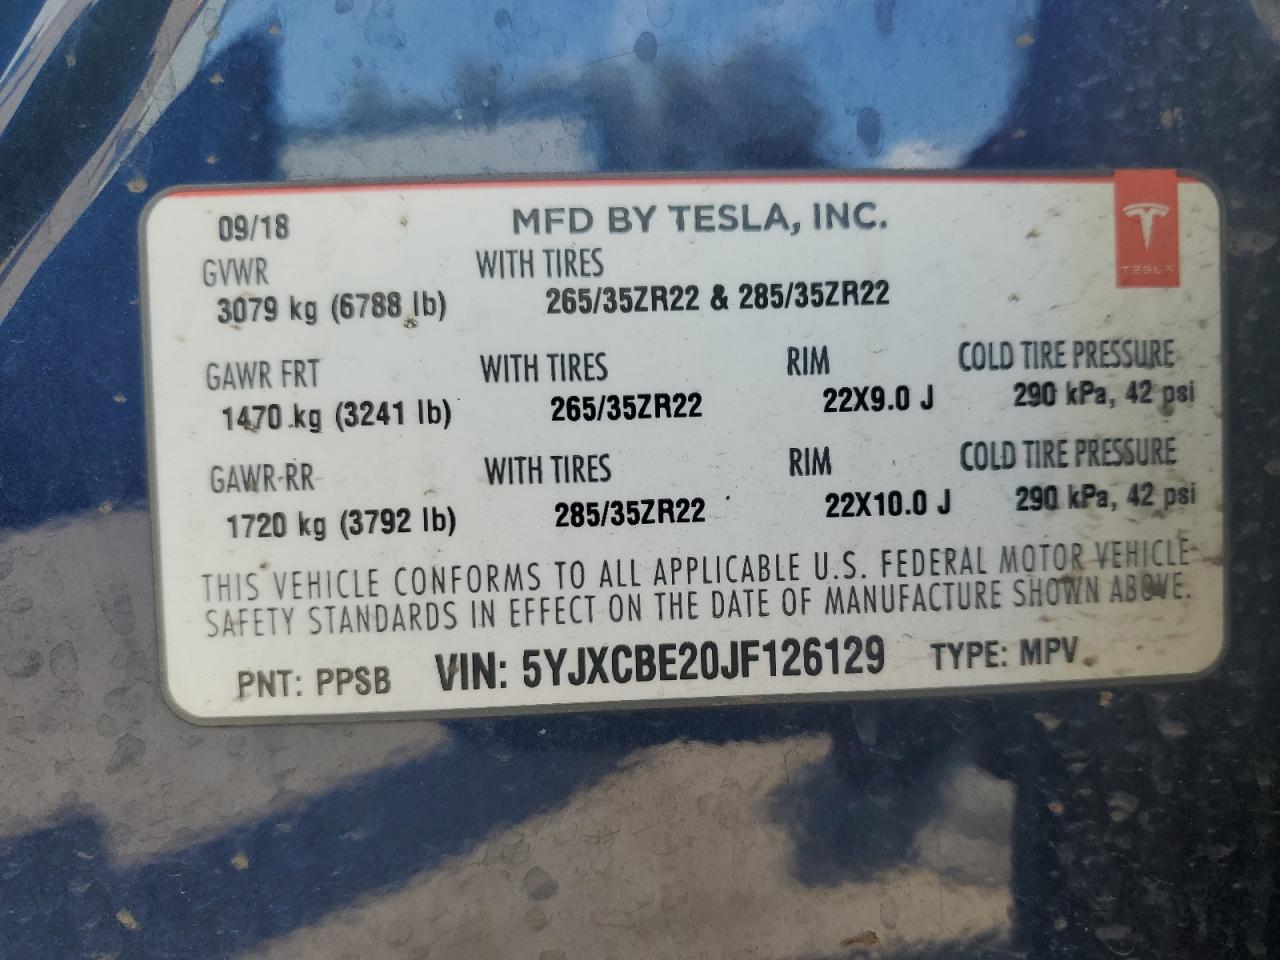 09/18 MFD BY TESLA, INC.
TESLA
GVWR WITH TIRES
3079 kg (6788 lb) 265/35ZR22 & 285/35ZR22
GAWR FRT WITH TIRES RIM COLD TIRE PRESSURE
1470 kg (3241 lb) 265/35ZR22 22X9.0 J 290 kPa, 42 psi
GAWR RR WITH TIRES RIM COLD TIRE PRESSURE
1720 kg (3792 lb) 285/35ZR22 22X10.0 J 290 kPa, 42 psi
THIS VEHICLE CONFORMS TO ALL APPLICABLE U.S. FEDERAL MOTOR VEHICLE
SAFETY STANDARDS IN EFFECT ON THE DATE OF MANUFACTURE SHOWN ABOVE.
PNT: PPSB VIN: 5YJXCBE20JF126129 TYPE: MPV